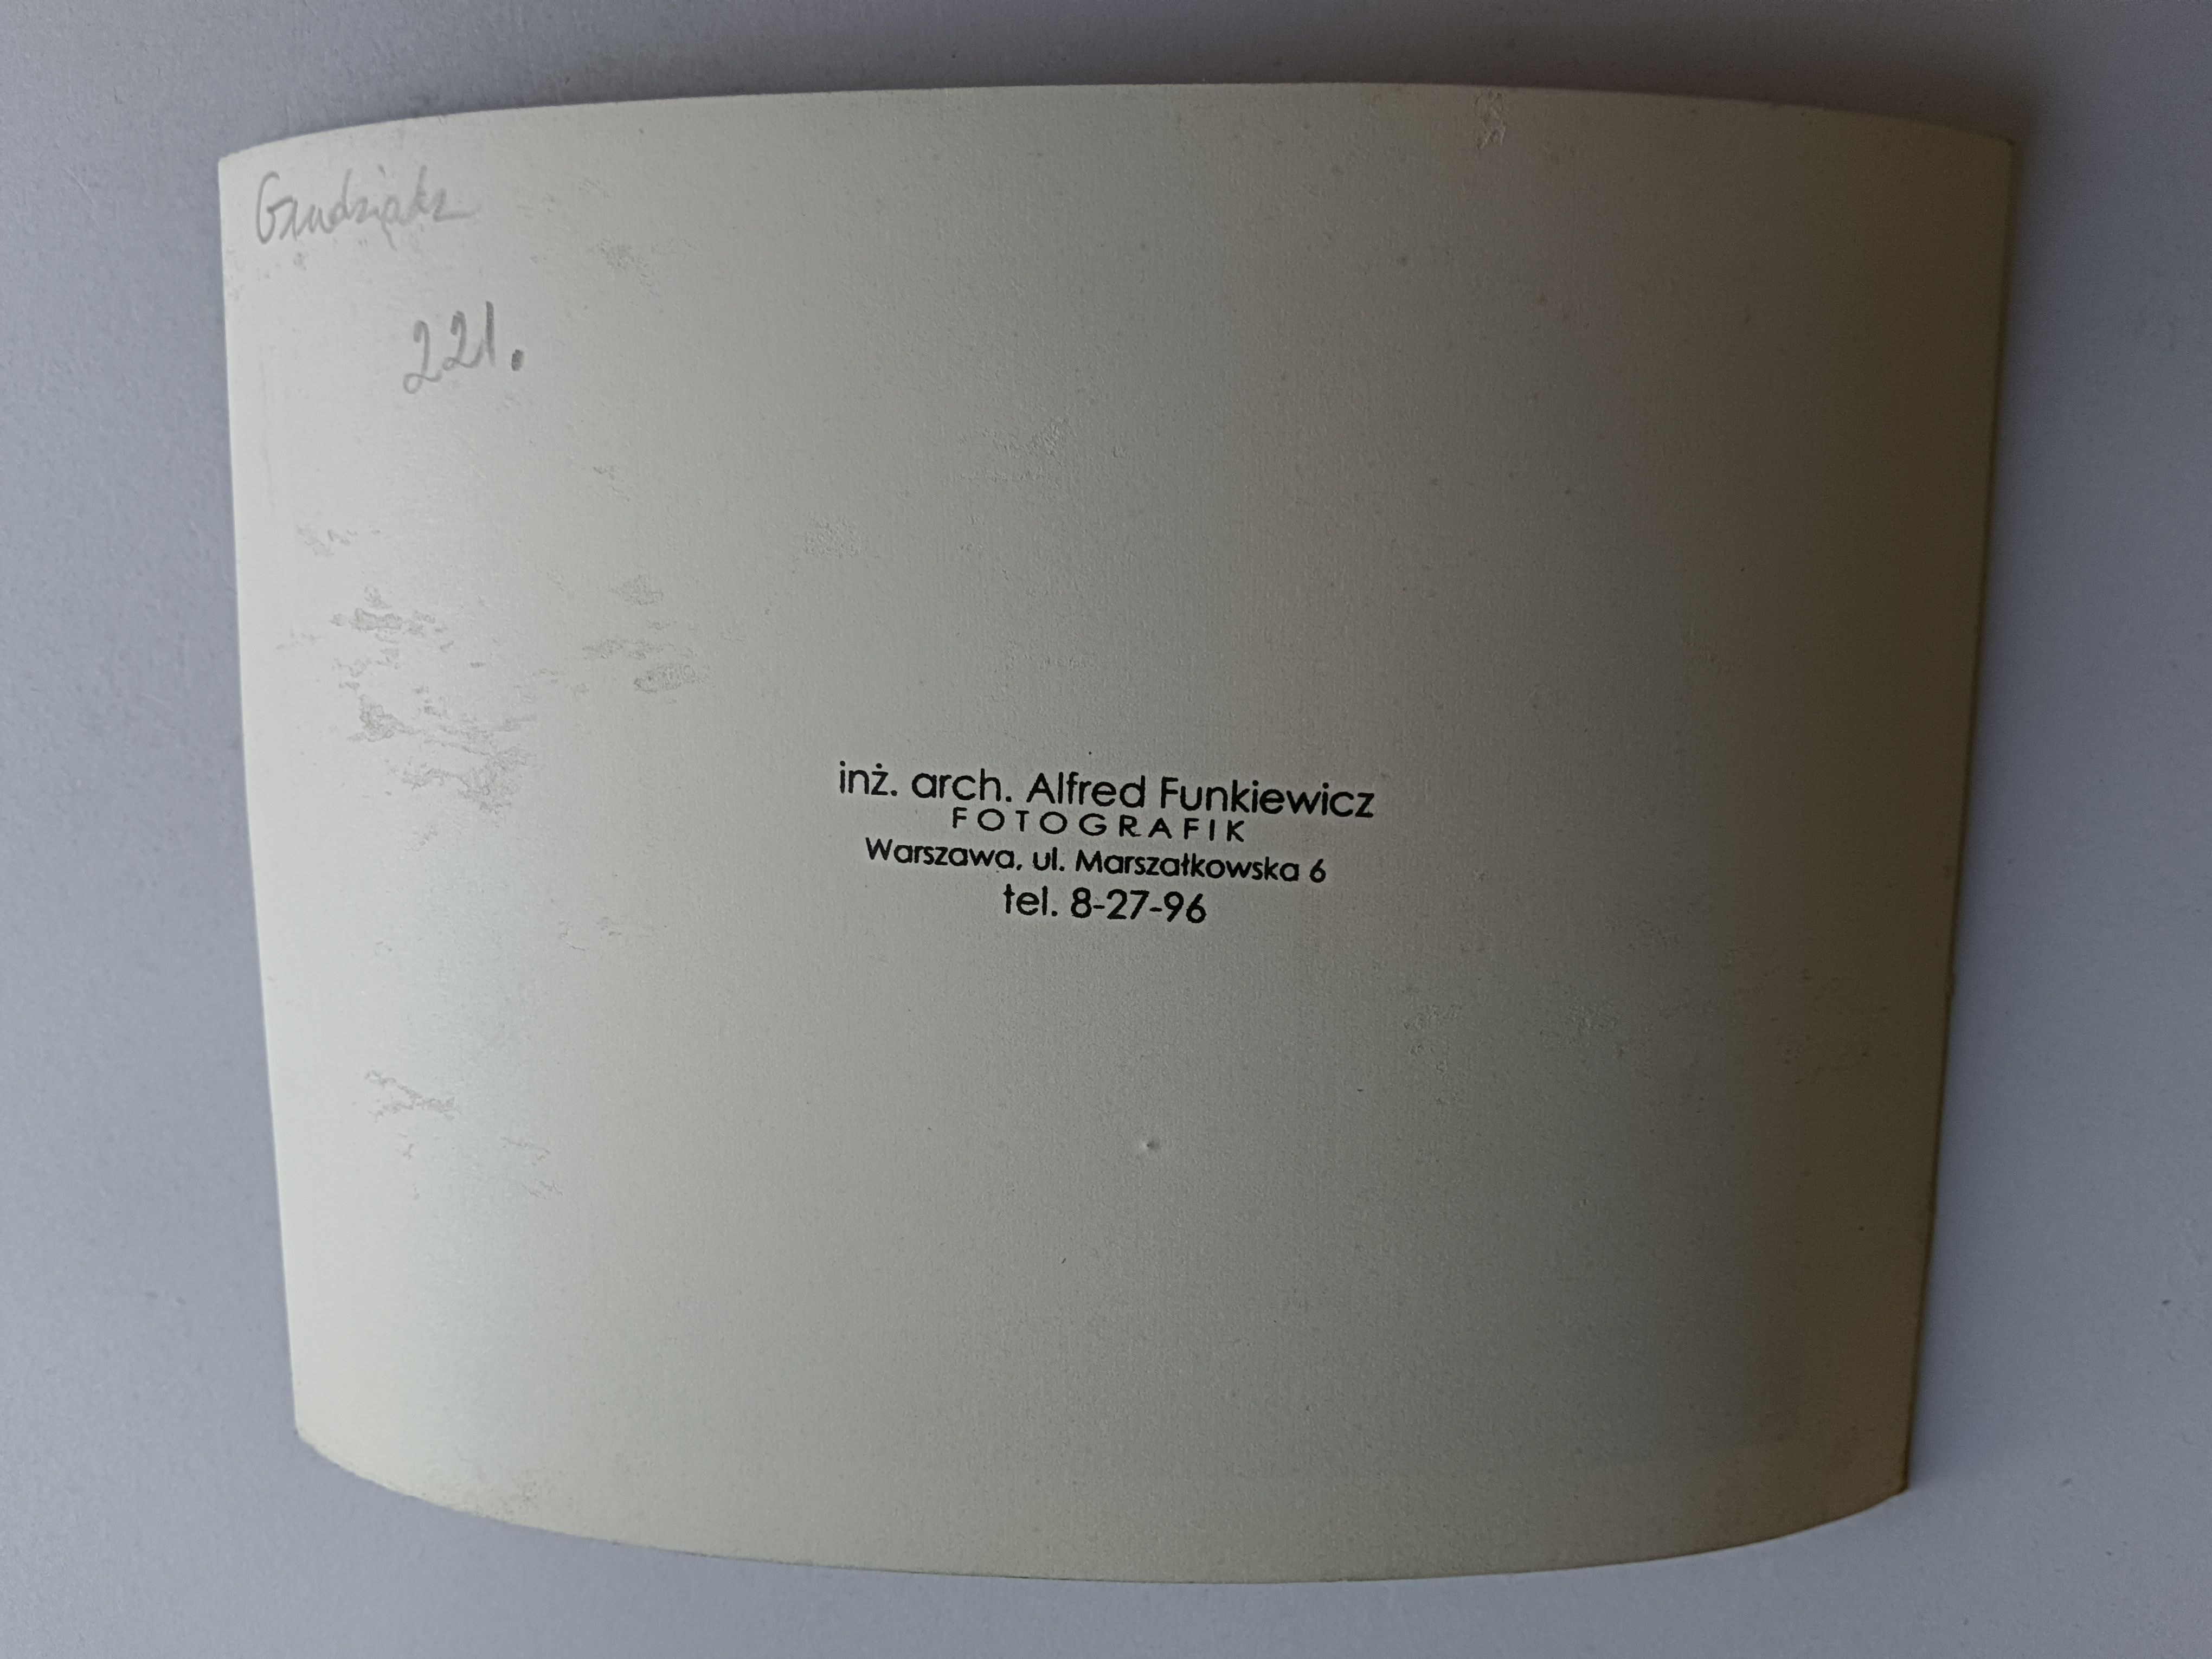 Grudziądz
221.
inż. arch. Alfred Funkiewicz
FOTOGRAFIK
Warszawa, ul. Marszałkowska 6
tel. 8-27-96